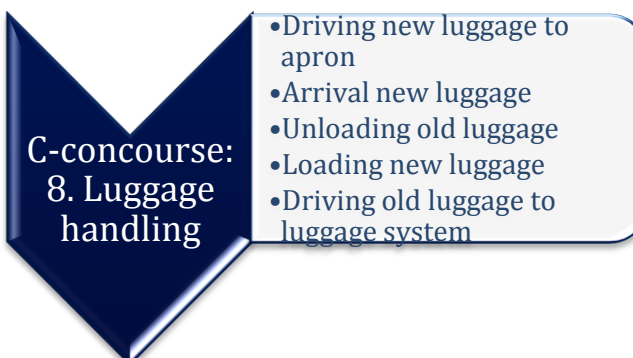 C-concourse:
8. Luggage
handling
•Driving new luggage to
apron
•Arrival new luggage
•Unloading old luggage
•Loading new luggage
•Driving old luggage to
luggage system